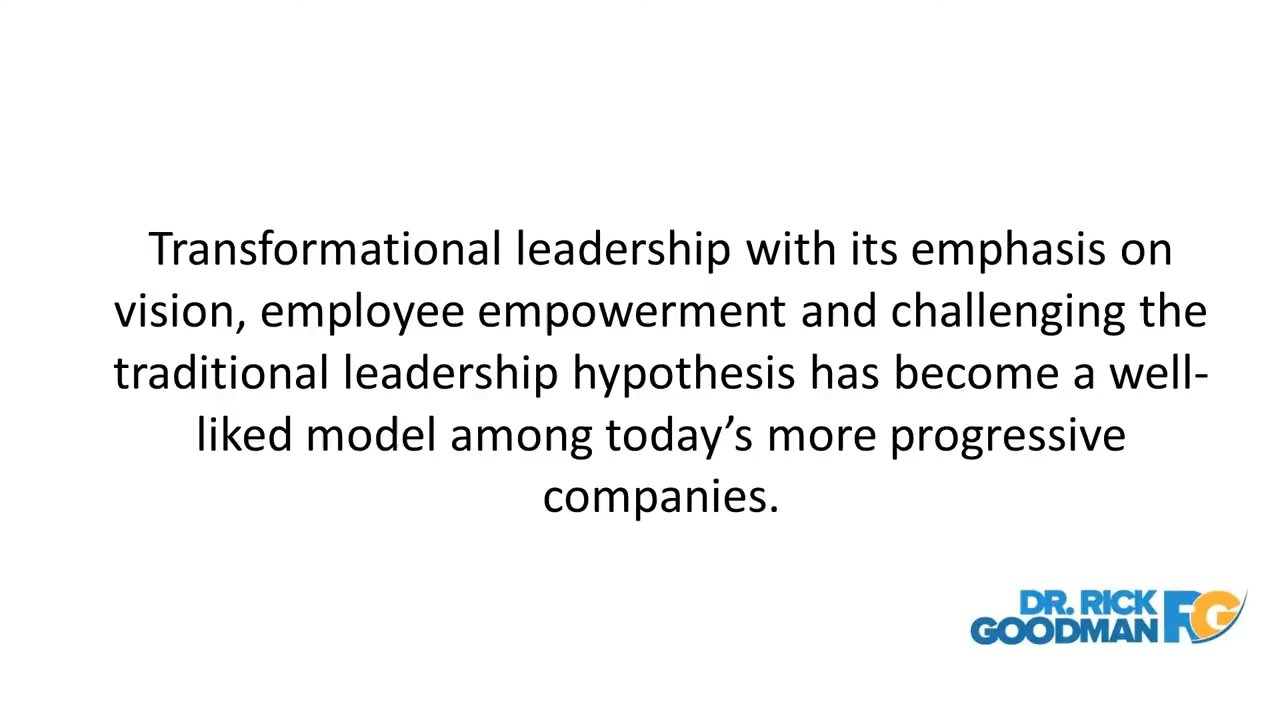 Transformational leadership with its emphasis on
vision, employee empowerment and challenging the
traditional leadership hypothesis has become a well-
liked model among today’s more progressive
companies.
DR. RICK
GOODMAN RG